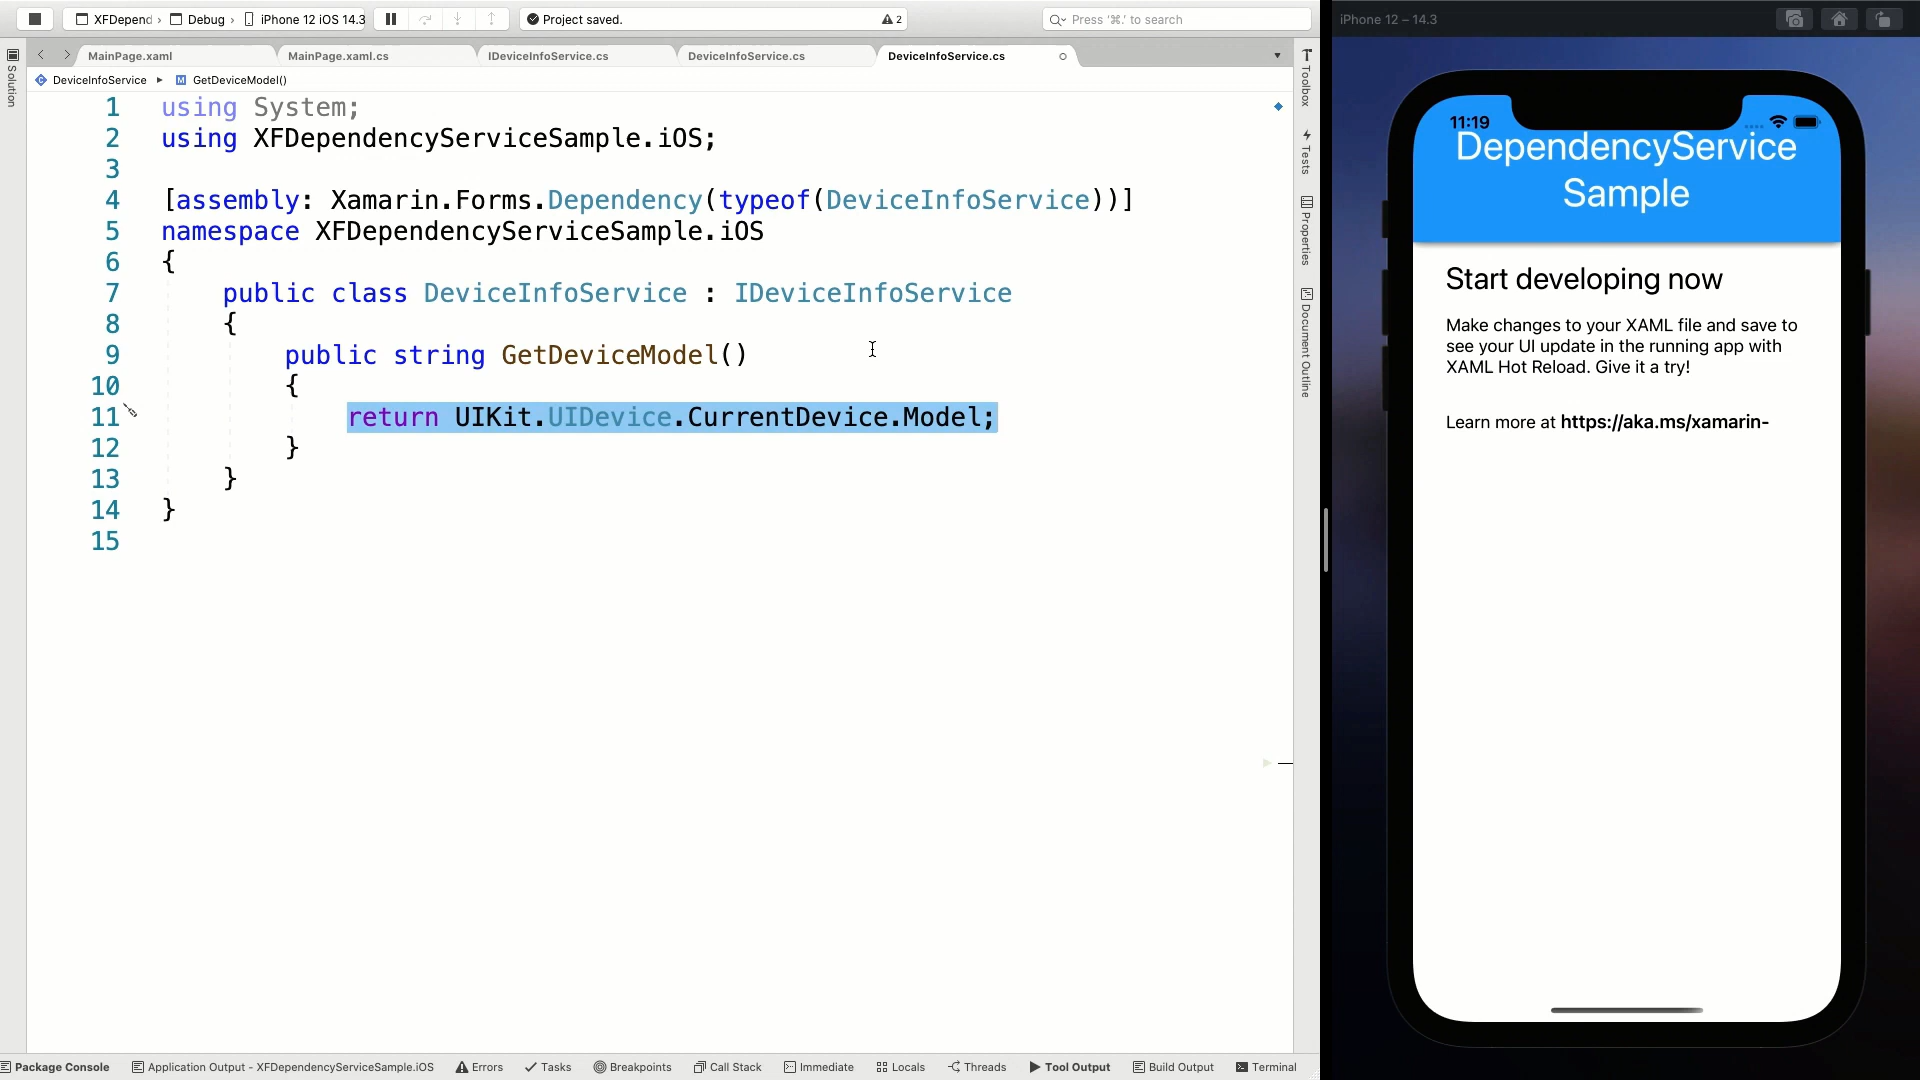 XFDepend › Debug › iPhone 12 iOS 14.3
Project saved.
2
Press '⌘.' to search
iPhone 12 – 14.3
Solution
MainPage.xaml
MainPage.xaml.cs
IDeviceInfoService.cs
DeviceInfoService.cs
DeviceInfoService.cs
DeviceInfoService ▸ GetDeviceModel()
1 using System;
2 using XFDependencyServiceSample.iOS;
3
4 [assembly: Xamarin.Forms.Dependency(typeof(DeviceInfoService))]
5 namespace XFDependencyServiceSample.iOS
6 {
7 public class DeviceInfoService : IDeviceInfoService
8 {
9 public string GetDeviceModel()
10 {
11 return UIKit.UIDevice.CurrentDevice.Model;
12 }
13 }
14 }
15
Toolbox
Tests
Properties
Document Outline
11:19
DependencyService
Sample
Start developing now
Make changes to your XAML file and save to
see your UI update in the running app with
XAML Hot Reload. Give it a try!
Learn more at https://aka.ms/xamarin-
Package Console
Application Output - XFDependencyServiceSample.iOS
Errors
Tasks
Breakpoints
Call Stack
Immediate
Locals
Threads
Tool Output
Build Output
Terminal